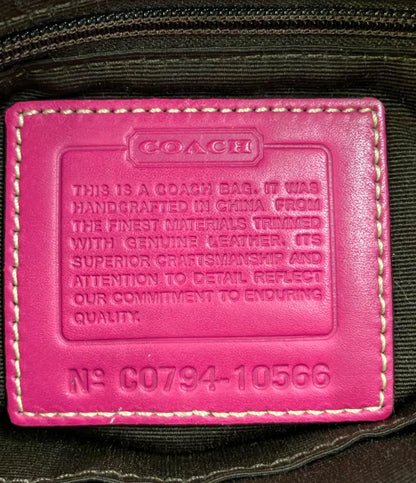 COACH
THIS IS A COACH BAG. IT WAS
HANDCRAFTED IN CHINA FROM
THE FINEST MATERIALS TRIMMED
WITH GENUINE LEATHER. ITS
SUPERIOR CRAFTSMANSHIP AND
ATTENTION TO DETAIL REFLECT
OUR COMMITMENT TO ENDURING
QUALITY.
Nº C0794-10566